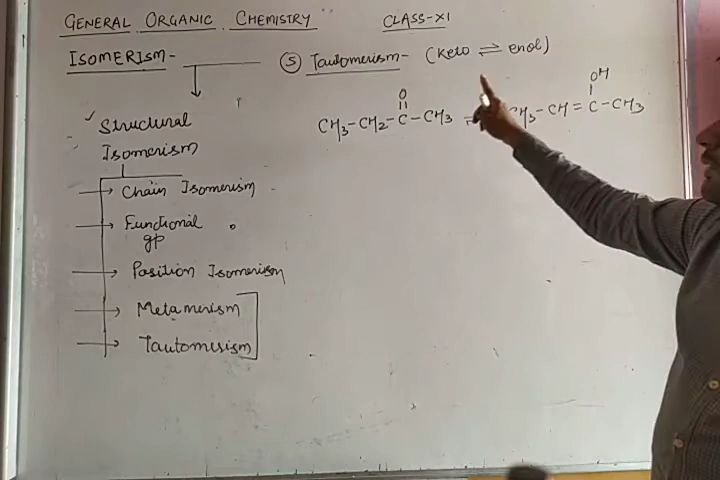 GENERAL ORGANIC CHEMISTRY CLASS-XI
ISOMERISM- ⑤ Tautomerism- (Keto ⇌ enol)
O OH
CH3-CH2-C-CH3 ⇌ CH3-CH=C-CH3
✓Structural
Isomerism
→ Chain Isomerism
→ Functional
gp
→ Position Isomerism
→ Metamerism
→ Tautomerism